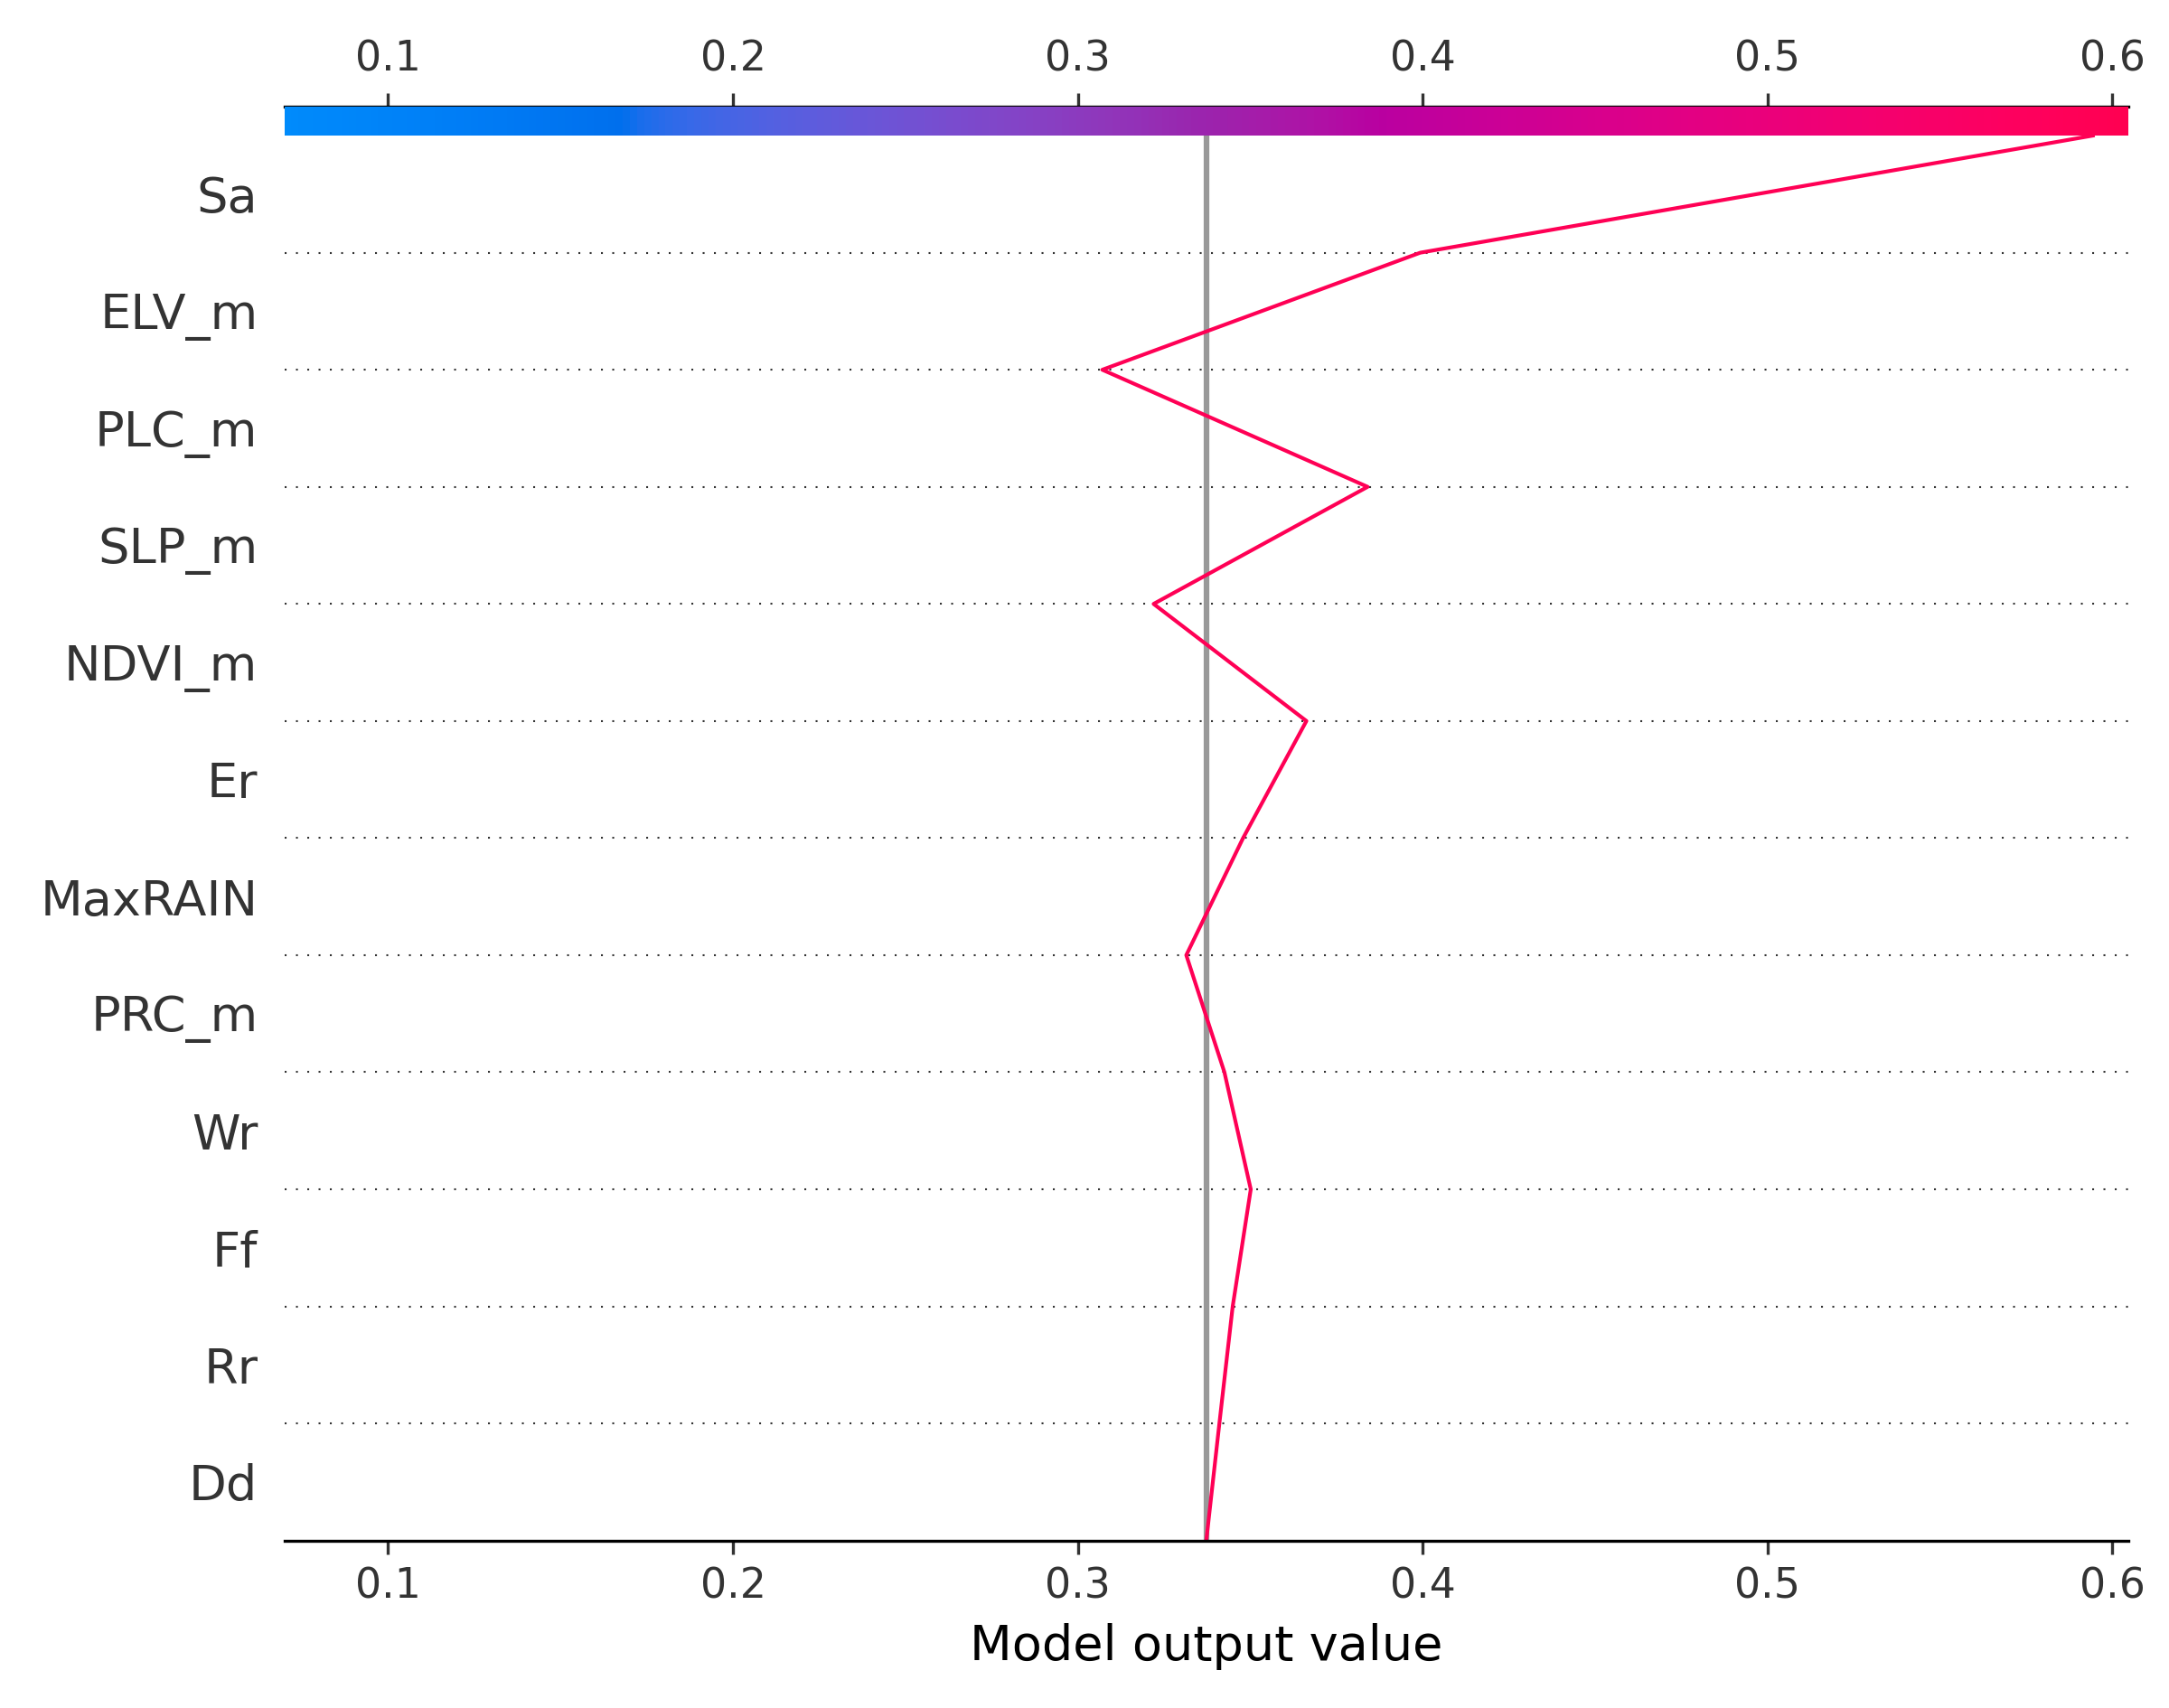 0.1 0.2 0.3 0.4 0.5 0.6
Sa
ELV_m
PLC_m
SLP_m
NDVI_m
Er
MaxRAIN
PRC_m
Wr
Ff
Rr
Dd
0.1 0.2 0.3 0.4 0.5 0.6
Model output value